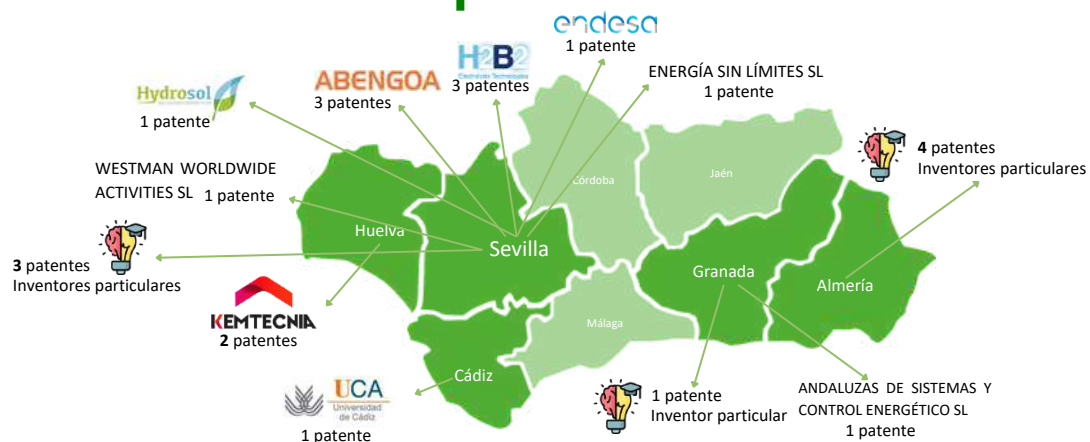 endesa
1 patente
H2B2
Electrolysis Technologies
3 patentes
ENERGÍA SIN LÍMITES SL
1 patente
ABENGOA
3 patentes
Hydrosol
1 patente
WESTMAN WORLDWIDE
ACTIVITIES SL 1 patente
3 patentes
Inventores particulares
4 patentes
Inventores particulares
Córdoba
Jaén
Huelva
Sevilla
Granada
Almería
Málaga
Cádiz
KEMTECNIA
2 patentes
UCA
Universidad
de Cádiz
1 patente
1 patente
Inventor particular
ANDALUZAS DE SISTEMAS Y
CONTROL ENERGÉTICO SL
1 patente